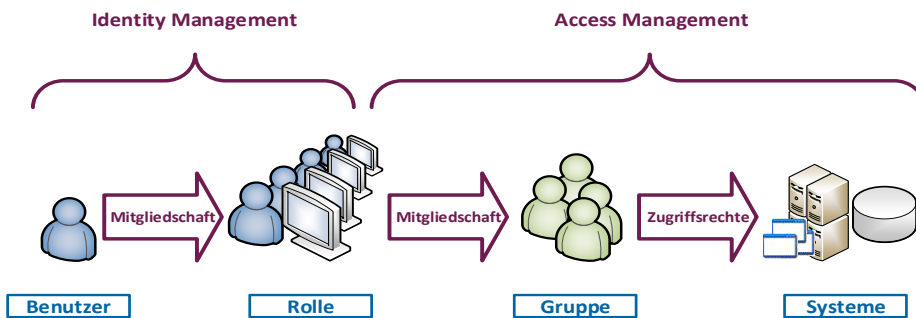 Identity Management
Access Management
Mitgliedschaft
Mitgliedschaft
Zugriffsrechte
Benutzer
Rolle
Gruppe
Systeme